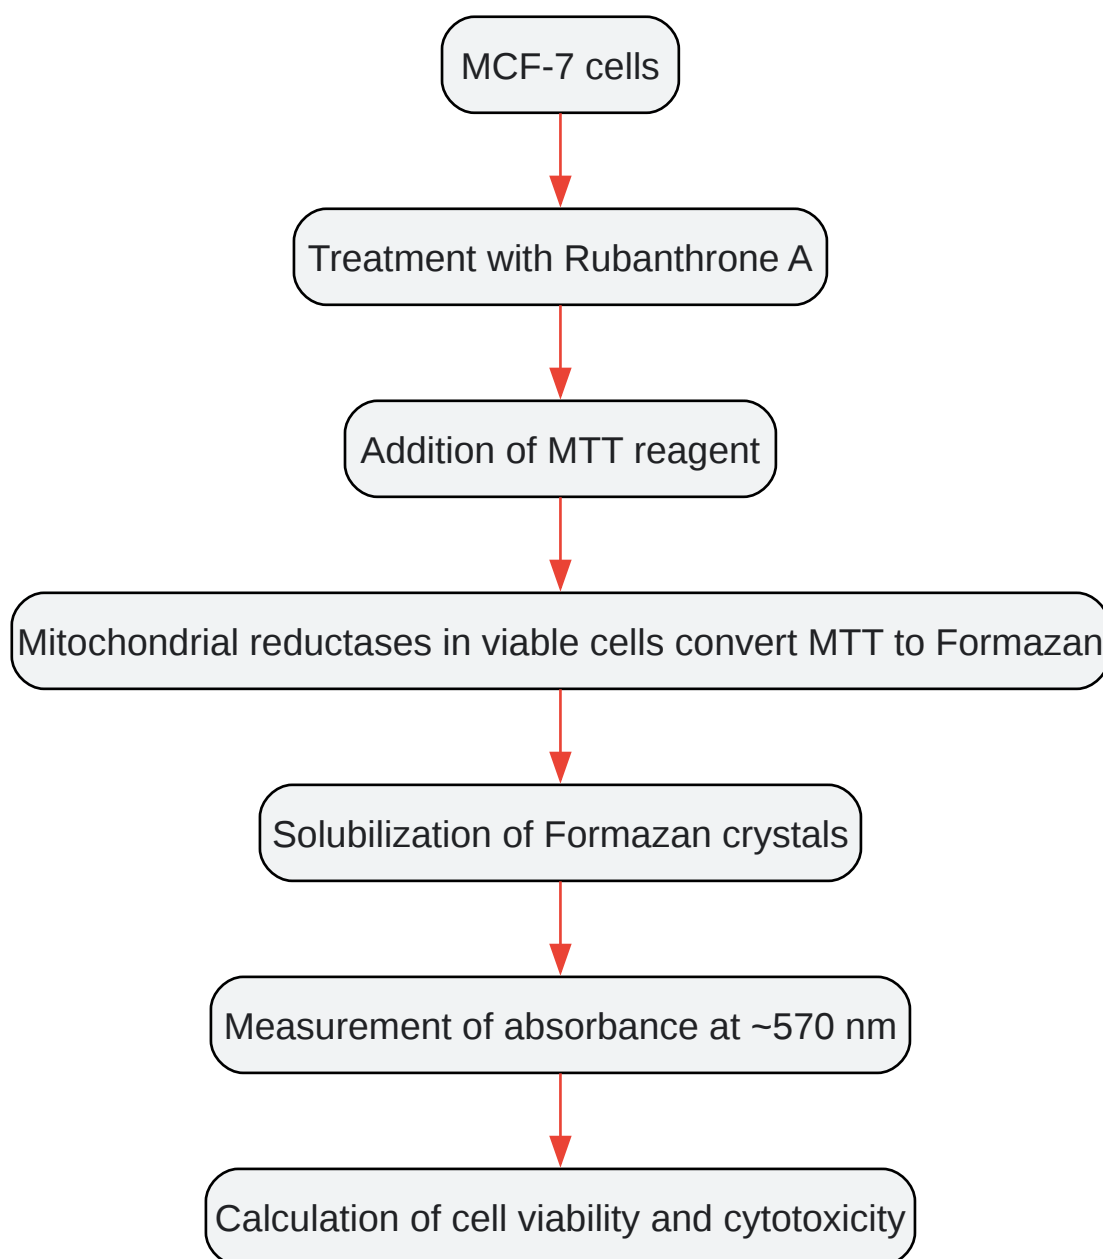 MCF-7 cells
Treatment with Rubanthrone A
Addition of MTT reagent
Mitochondrial reductases in viable cells convert MTT to Formazan
Solubilization of Formazan crystals
Measurement of absorbance at ~570 nm
Calculation of cell viability and cytotoxicity